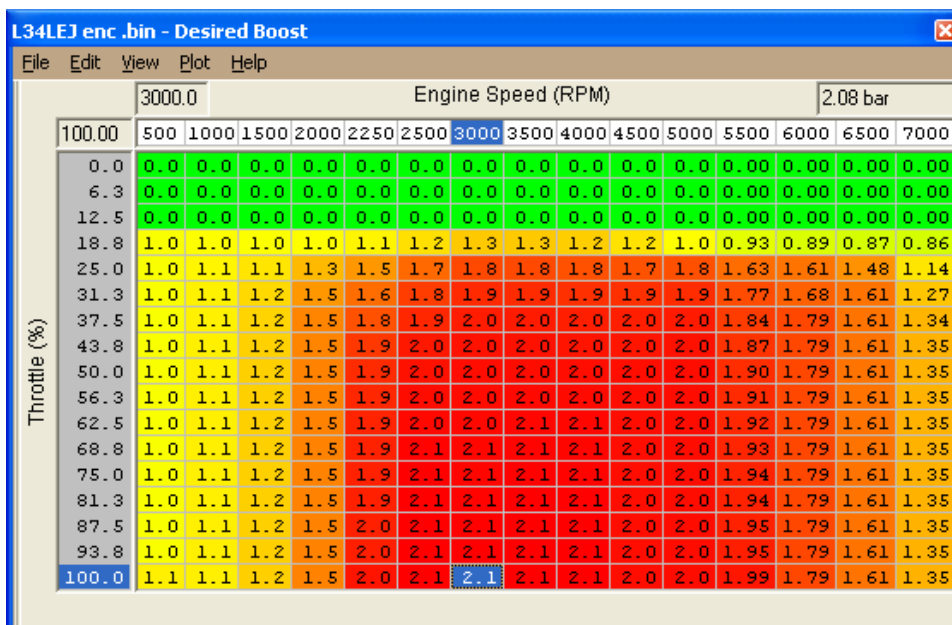 L34LEJ enc .bin - Desired Boost
File Edit View Plot Help
3000.0 Engine Speed (RPM) 2.08 bar
100.00 500 1000 1500 2000 2250 2500 3000 3500 4000 4500 5000 5500 6000 6500 7000
0.0 0.0 0.0 0.0 0.0 0.0 0.0 0.0 0.0 0.0 0.0 0.0 0.00 0.00 0.00 0.00
6.3 0.0 0.0 0.0 0.0 0.0 0.0 0.0 0.0 0.0 0.0 0.0 0.00 0.00 0.00 0.00
12.5 0.0 0.0 0.0 0.0 0.0 0.0 0.0 0.0 0.0 0.0 0.0 0.00 0.00 0.00 0.00
18.8 1.0 1.0 1.0 1.0 1.1 1.2 1.3 1.3 1.2 1.2 1.0 0.93 0.89 0.87 0.86
25.0 1.0 1.1 1.1 1.3 1.5 1.7 1.8 1.8 1.8 1.7 1.8 1.63 1.61 1.48 1.14
31.3 1.0 1.1 1.2 1.5 1.6 1.8 1.9 1.9 1.9 1.9 1.9 1.77 1.68 1.61 1.27
37.5 1.0 1.1 1.2 1.5 1.8 1.9 2.0 2.0 2.0 2.0 2.0 1.84 1.79 1.61 1.34
43.8 1.0 1.1 1.2 1.5 1.9 2.0 2.0 2.0 2.0 2.0 2.0 1.87 1.79 1.61 1.35
50.0 1.0 1.1 1.2 1.5 1.9 2.0 2.0 2.0 2.0 2.0 2.0 1.90 1.79 1.61 1.35
56.3 1.0 1.1 1.2 1.5 1.9 2.0 2.0 2.0 2.0 2.0 2.0 1.91 1.79 1.61 1.35
62.5 1.0 1.1 1.2 1.5 1.9 2.0 2.0 2.1 2.1 2.0 2.0 1.92 1.79 1.61 1.35
68.8 1.0 1.1 1.2 1.5 1.9 2.1 2.1 2.1 2.1 2.0 2.0 1.93 1.79 1.61 1.35
75.0 1.0 1.1 1.2 1.5 1.9 2.1 2.1 2.1 2.1 2.0 2.0 1.94 1.79 1.61 1.35
81.3 1.0 1.1 1.2 1.5 1.9 2.1 2.1 2.1 2.1 2.0 2.0 1.94 1.79 1.61 1.35
87.5 1.0 1.1 1.2 1.5 2.0 2.1 2.1 2.1 2.1 2.0 2.0 1.95 1.79 1.61 1.35
93.8 1.0 1.1 1.2 1.5 2.0 2.1 2.1 2.1 2.1 2.0 2.0 1.95 1.79 1.61 1.35
100.0 1.1 1.1 1.2 1.5 2.0 2.1 2.1 2.1 2.1 2.0 2.0 1.99 1.79 1.61 1.35
Throttle (%)